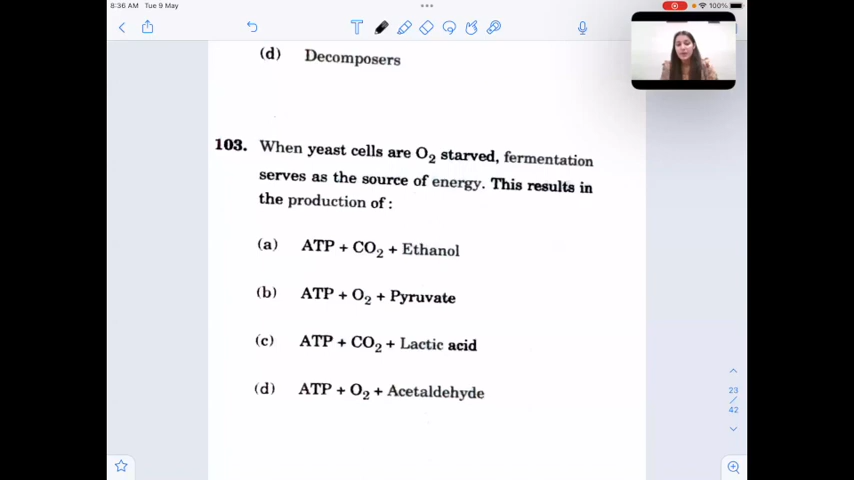 8:36 AM Tue 9 May
100%
(d) Decomposers
103. When yeast cells are O₂ starved, fermentation
serves as the source of energy. This results in
the production of :
(a) ATP + CO₂ + Ethanol
(b) ATP + O₂ + Pyruvate
(c) ATP + CO₂ + Lactic acid
(d) ATP + O₂ + Acetaldehyde
23
/
42